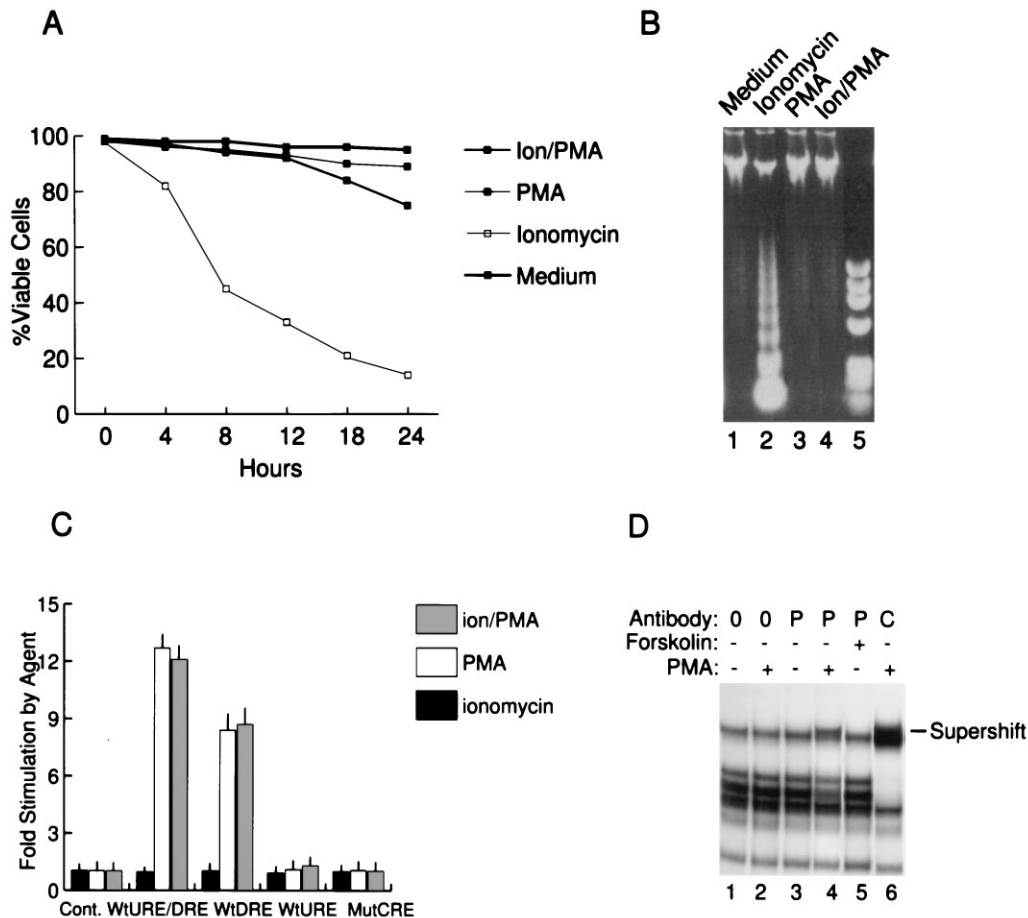 A
100
80
60
40
20
0
%Viable Cells
0 4 8 12 18 24
Hours
Ion/PMA
PMA
Ionomycin
Medium
B
Medium
Ionomycin
PMA
Ion/PMA
1 2 3 4 5
C
15
12
9
6
3
0
Fold Stimulation by Agent
Cont. WtURE/DRE WtDRE WtURE MutCRE
ion/PMA
PMA
ionomycin
D
Antibody: 0 0 P P P C
Forskolin: - - - - + -
PMA: - + - + - +
Supershift
1 2 3 4 5 6